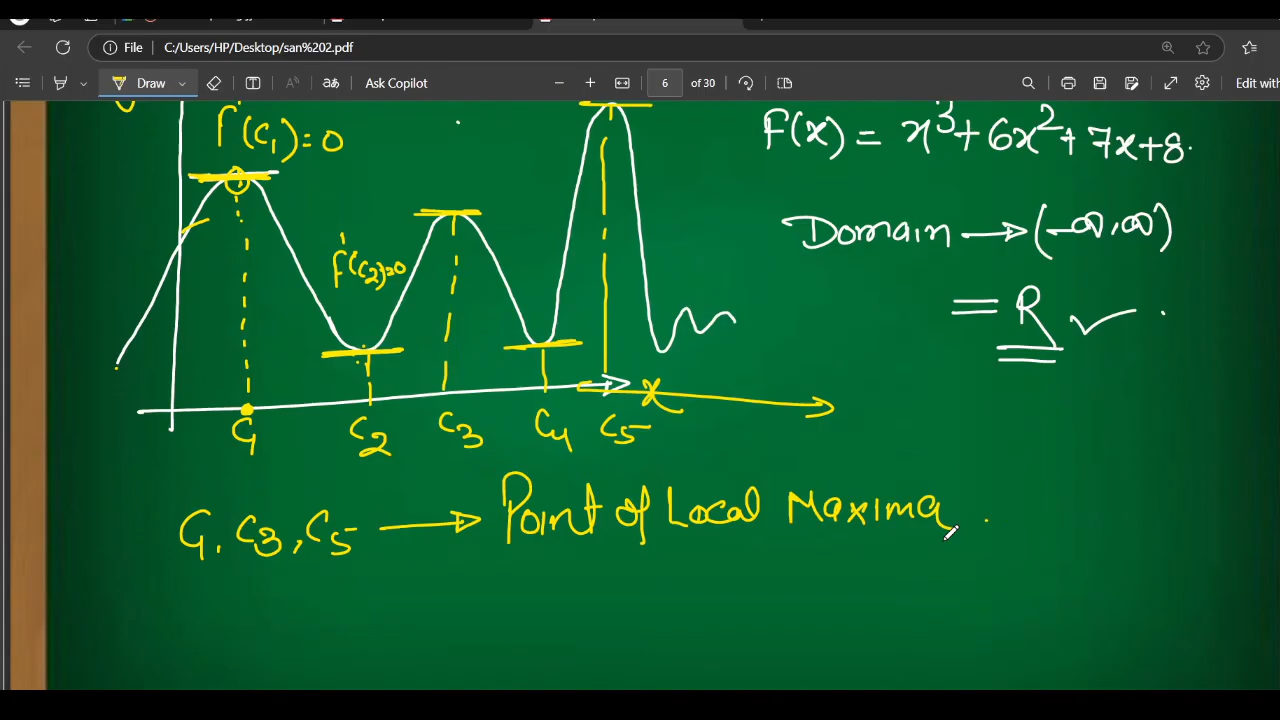 File C:/Users/HP/Desktop/san%202.pdf
Draw Ask Copilot 6 of 30 Edit with
f'(c₁)=0
F(x) = x³+6x²+7x+8.
Domain → (-∞,∞)
f'(c₂)=0
= R ✓.
x
C₁ C₂ C₃ C₄ C₅
C₁, C₃, C₅ → Point of Local Maxima.